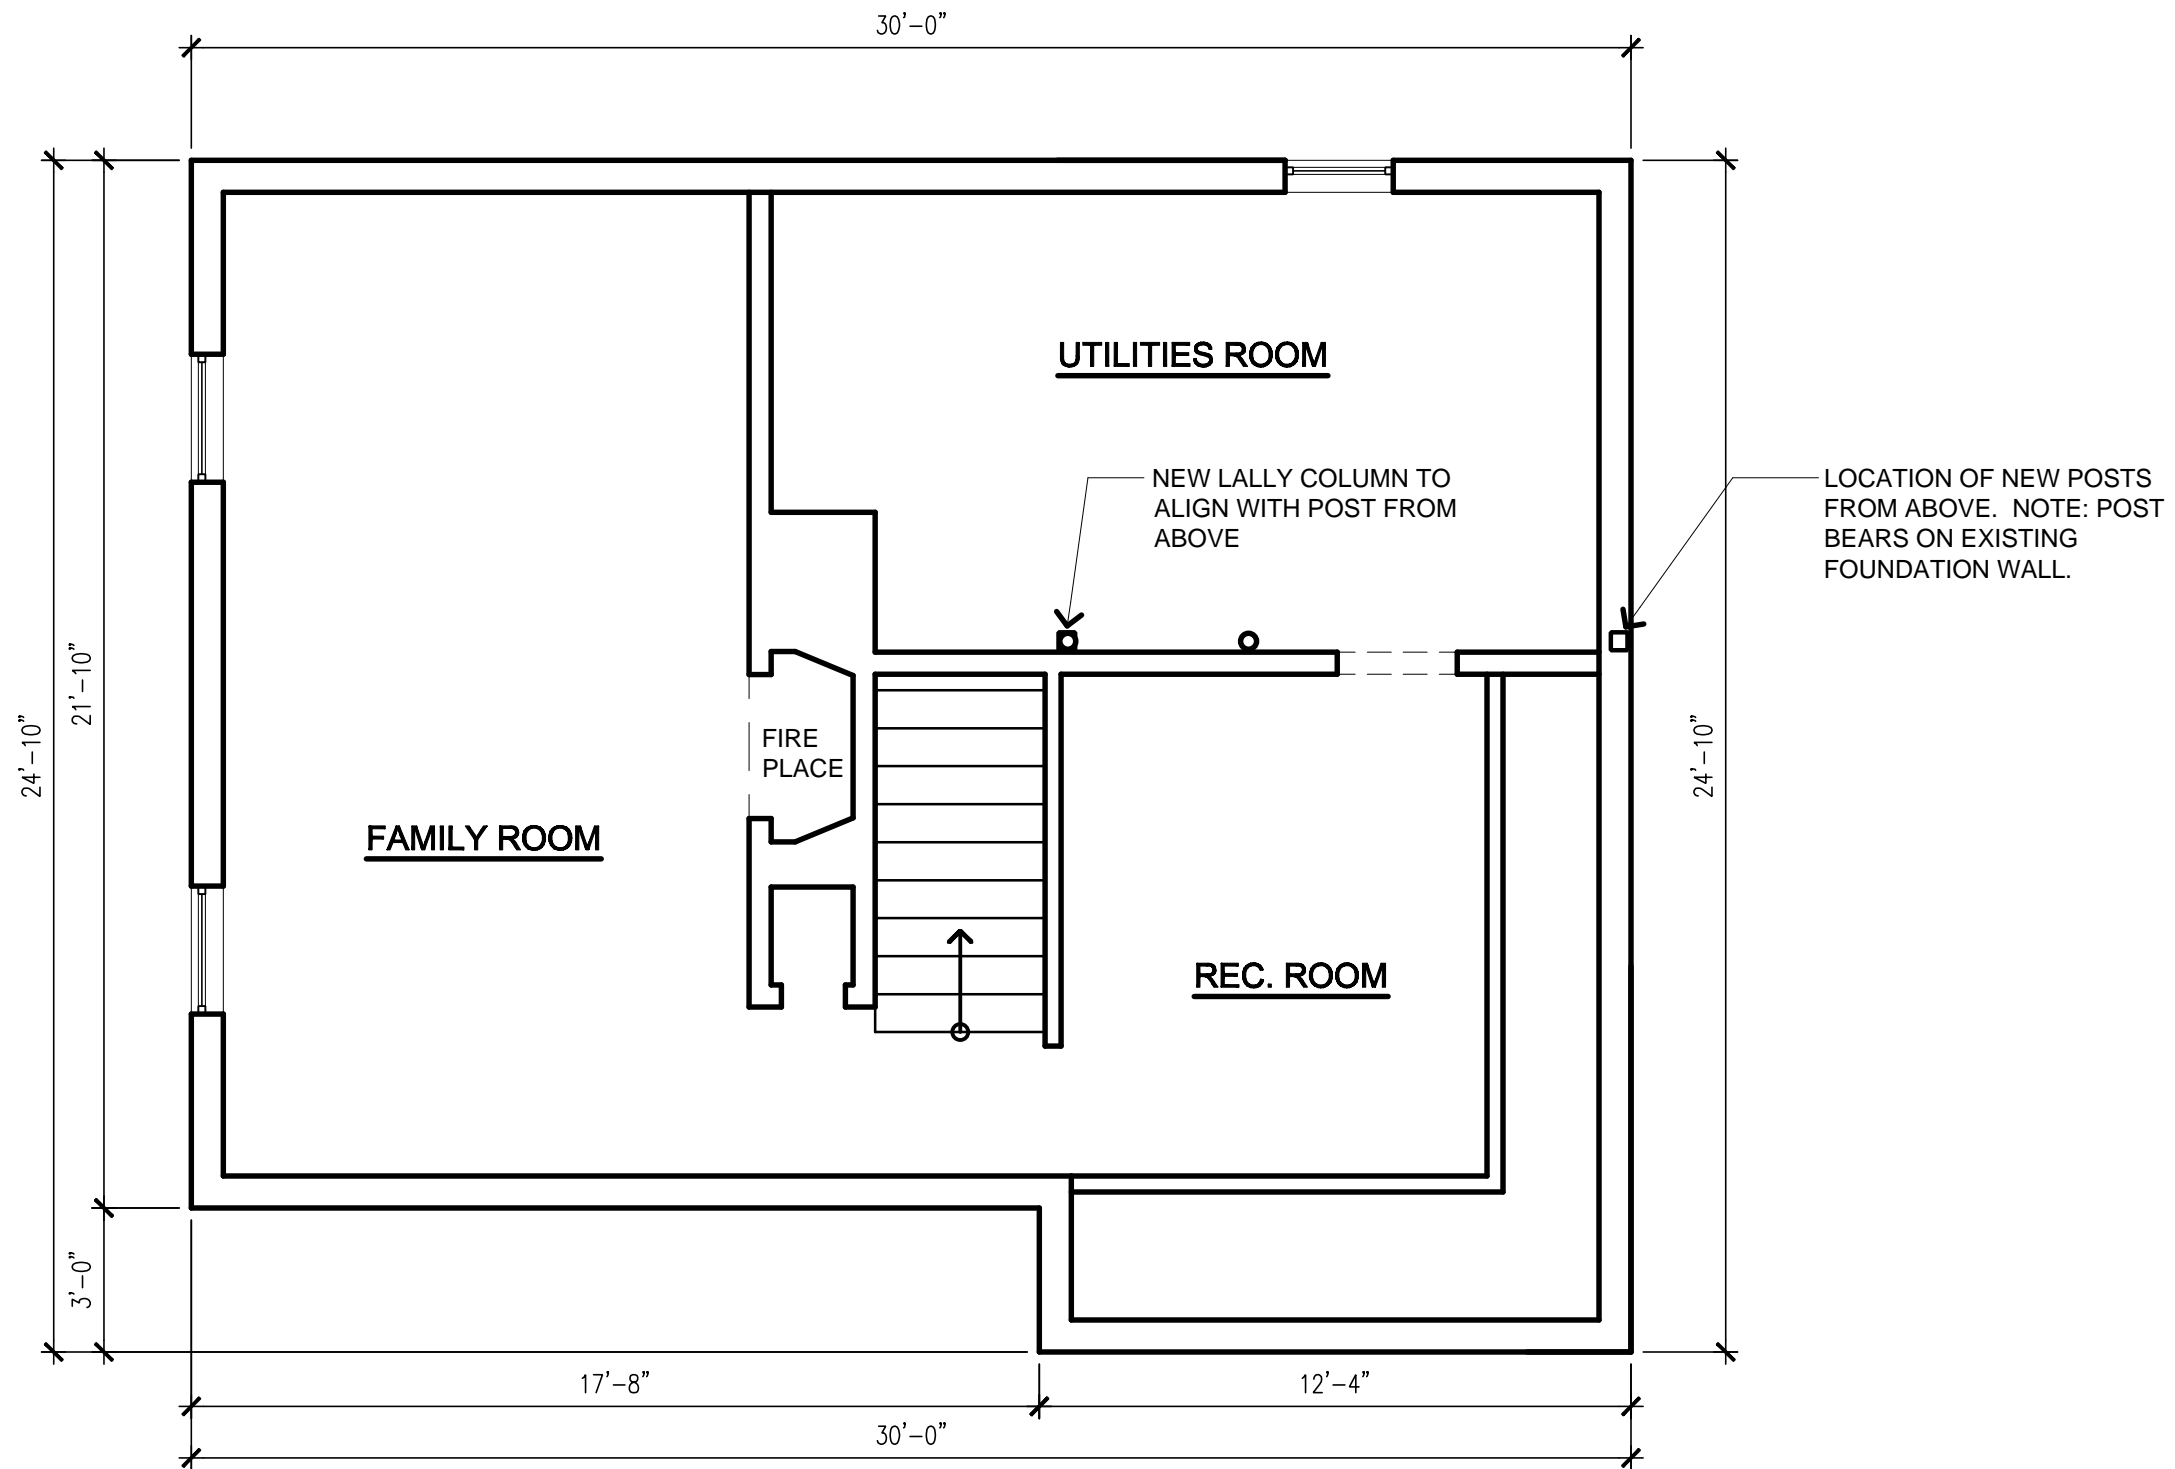 30'-0"
UTILITIES ROOM
NEW LALLY COLUMN TO
ALIGN WITH POST FROM
ABOVE
LOCATION OF NEW POSTS
FROM ABOVE. NOTE: POST
BEARS ON EXISTING
FOUNDATION WALL.
24'-10"
21'-10"
FIRE
PLACE
24'-10"
FAMILY ROOM
REC. ROOM
3'-0"
17'-8"
12'-4"
30'-0"